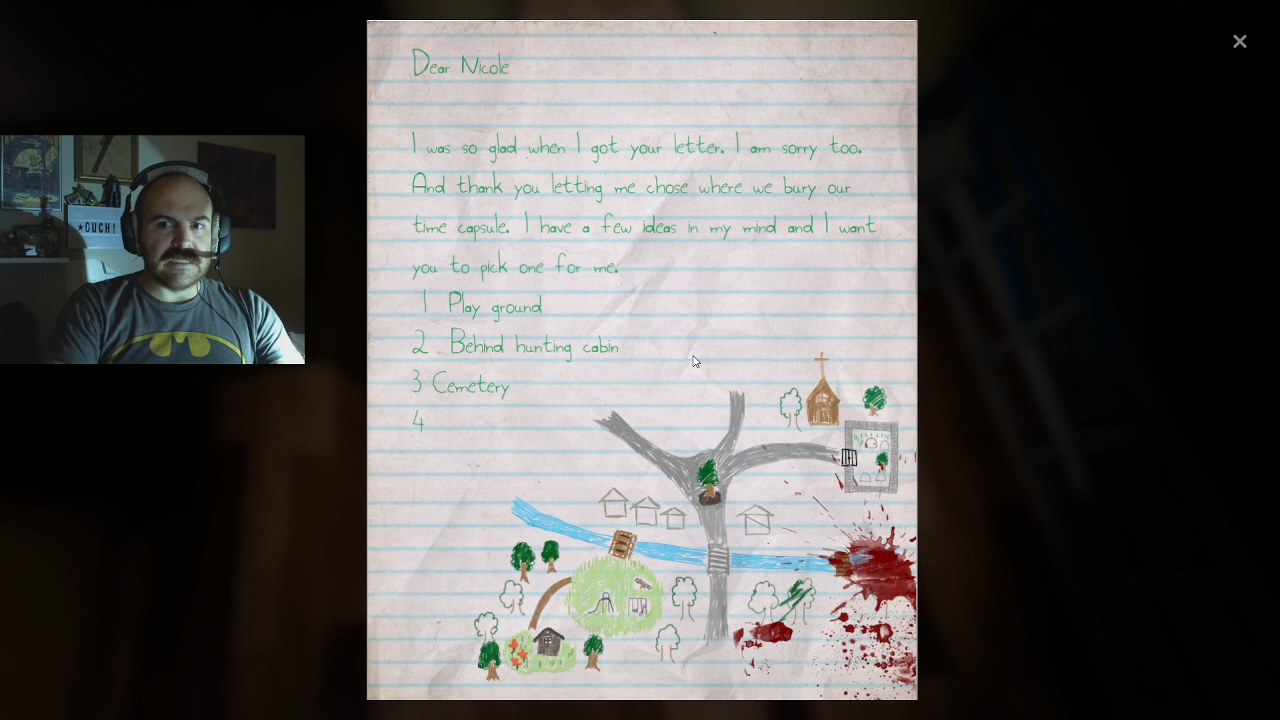 Dear Nicole
I was so glad when I got your letter. I am sorry too.
And thank you letting me chose where we bury our
time capsule. I have a few ideas in my mind and I want
you to pick one for me.
1 Play ground
2 Behind hunting cabin
3 Cemetery
4
★OUCH!